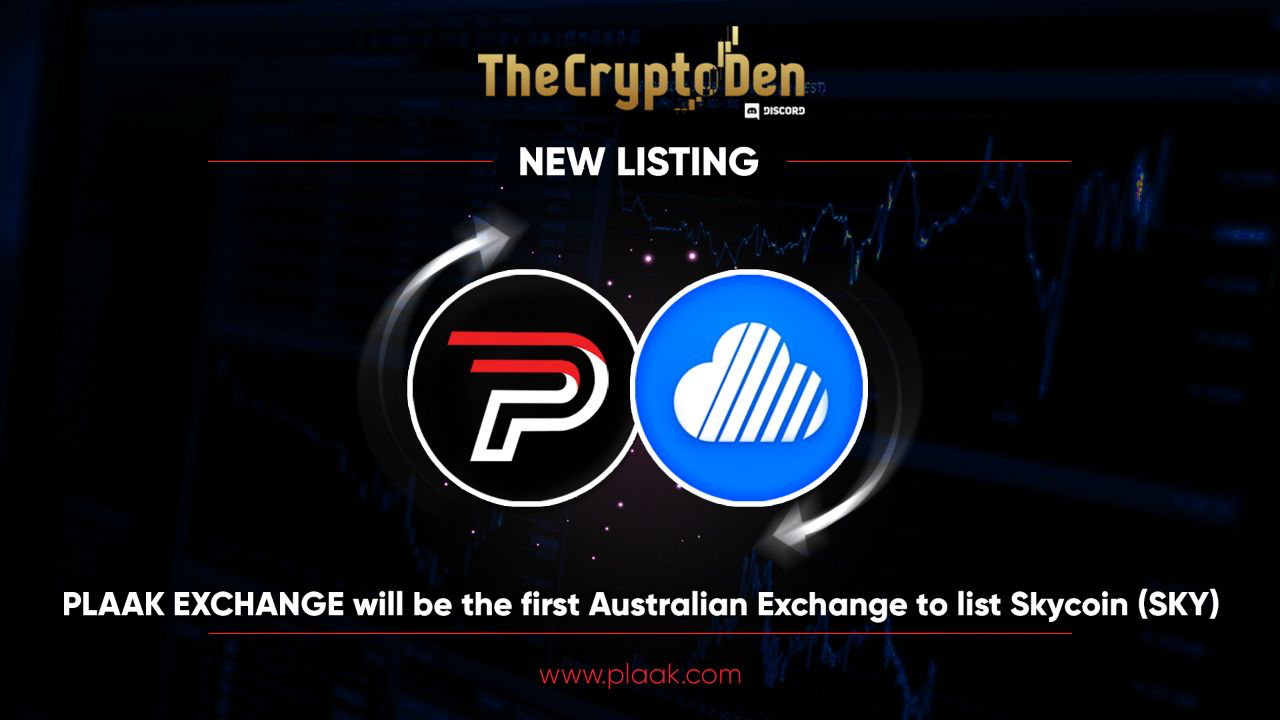 TheCryptoDen
DISCORD
NEW LISTING
PLAAK EXCHANGE will be the first Australian Exchange to list Skycoin (SKY)
www.plaak.com